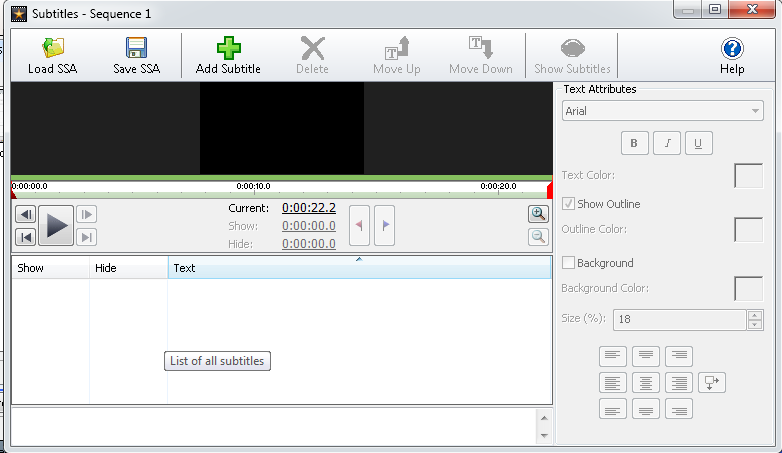 Subtitles - Sequence 1
Load SSA
Save SSA
Add Subtitle
Delete
Move Up
Move Down
Show Subtitles
Help
0:00:00.0
0:00:10.0
0:00:20.0
Current: 0:00:22.2
Show: 0:00:00.0
Hide: 0:00:00.0
Show
Hide
Text
List of all subtitles
Text Attributes
Arial
B
I
U
Text Color:
Show Outline
Outline Color:
Background
Background Color:
Size (%): 18